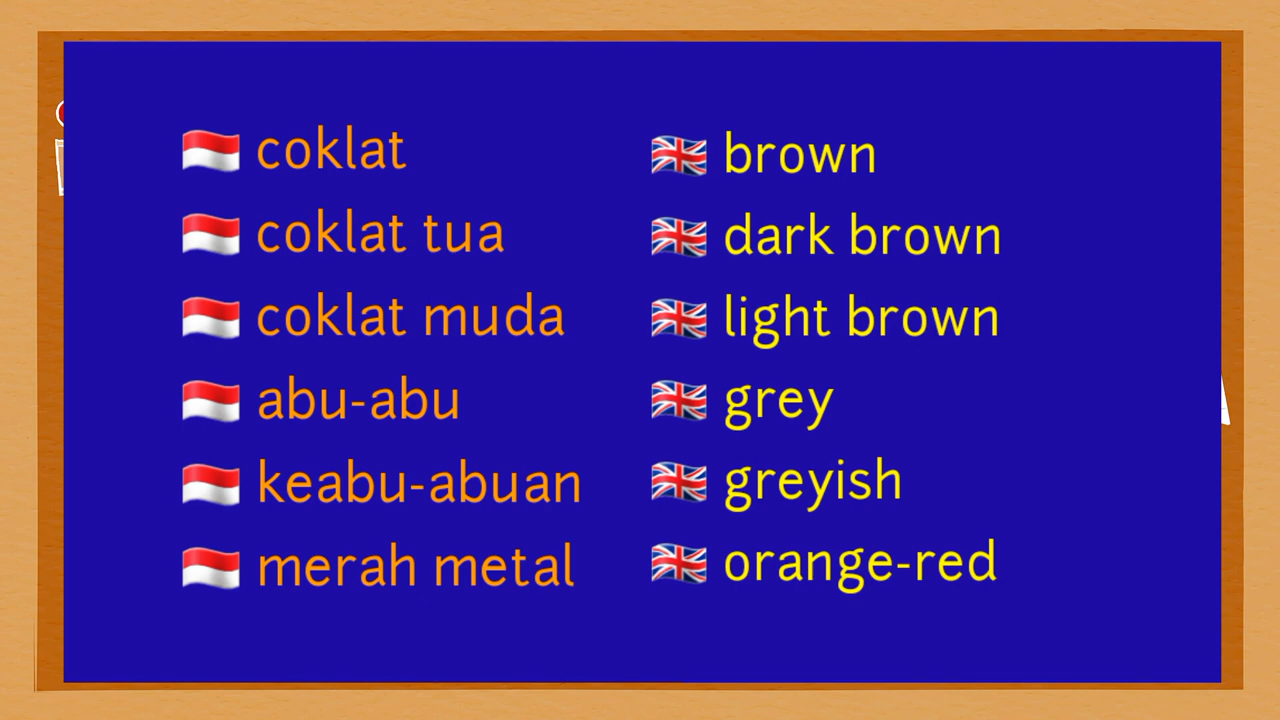 coklat brown
coklat tua dark brown
coklat muda light brown
abu-abu grey
keabu-abuan greyish
merah metal orange-red